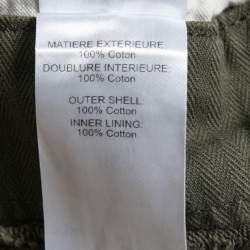 MATIERE EXTERIEURE:
100% Coton
DOUBLURE INTERIEURE:
100% Coton
OUTER SHELL:
100% Cotton
INNER LINING:
100% Cotton